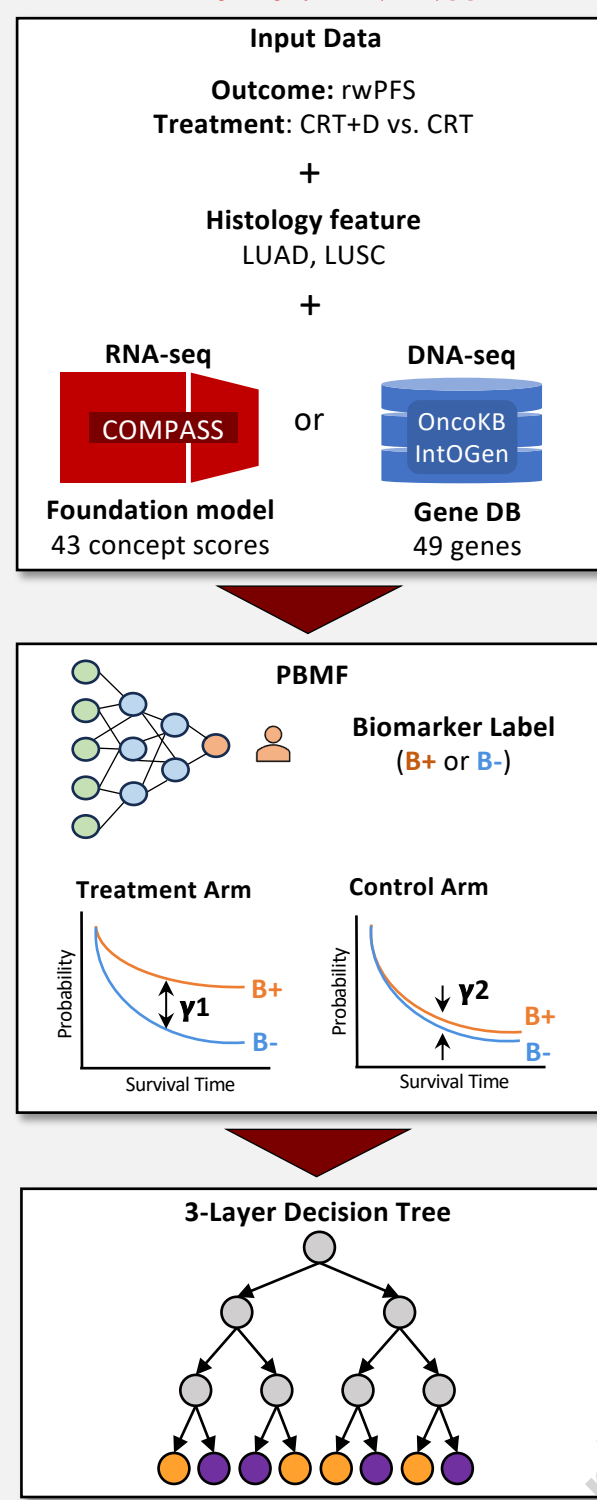 Input Data
Outcome: rwPFS
Treatment: CRT+D vs. CRT
+
Histology feature
LUAD, LUSC
+
RNA-seq
DNA-seq
COMPASS
or
OncoKB
IntOGen
Foundation model
43 concept scores
Gene DB
49 genes
PBMF
Biomarker Label
(B+ or B-)
Treatment Arm
Control Arm
Probability
γ1
B+
B-
Survival Time
Probability
γ2
B+
B-
Survival Time
3-Layer Decision Tree